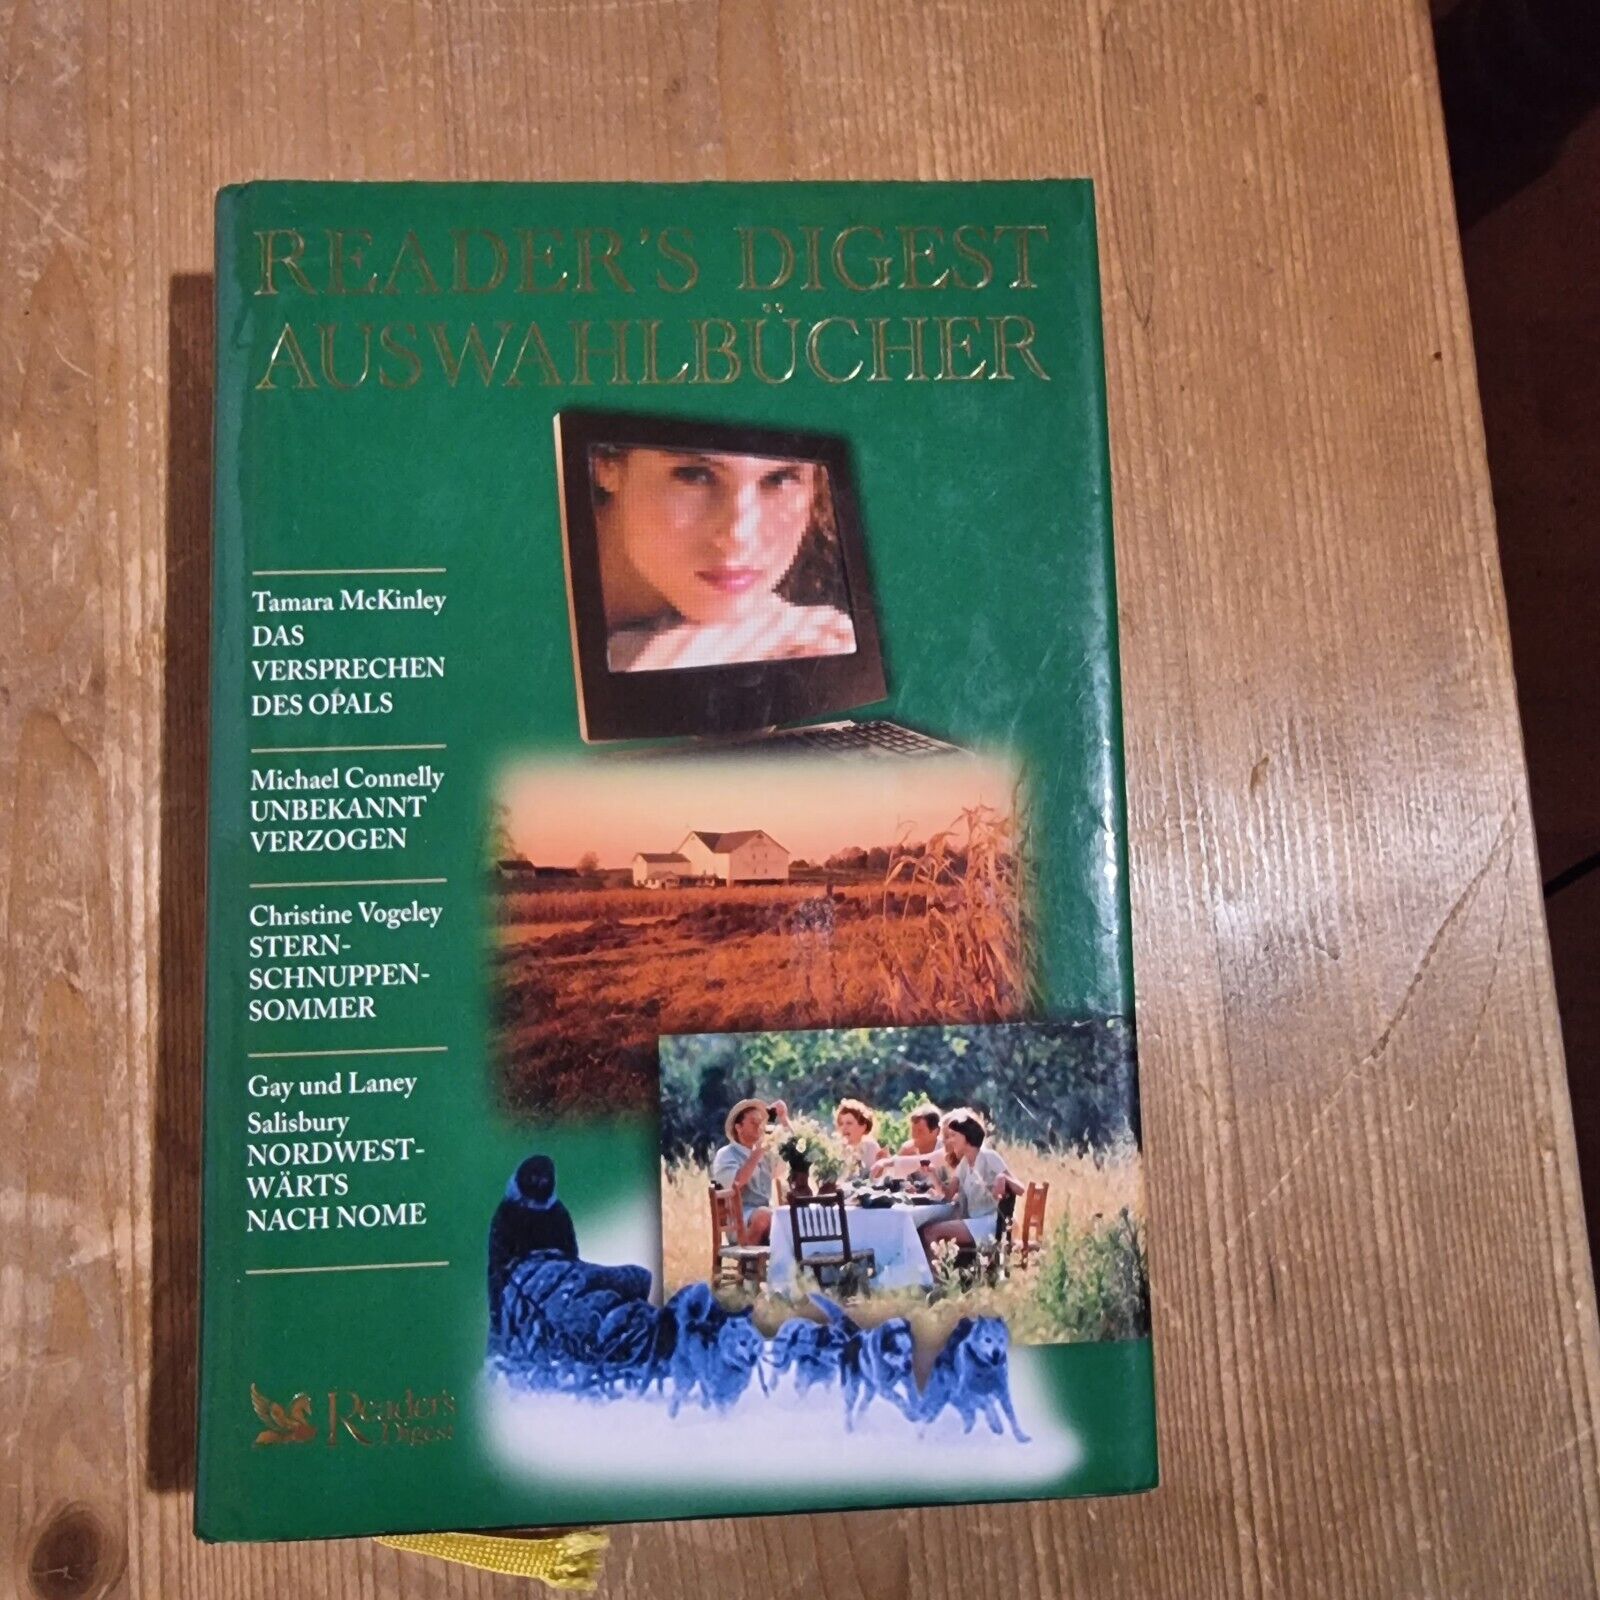 READER'S DIGEST
AUSWAHLBÜCHER
Tamara McKinley
DAS
VERSPRECHEN
DES OPALS
Michael Connelly
UNBEKANNT
VERZOGEN
Christine Vogeley
STERN-
SCHNUPPEN-
SOMMER
Gay und Laney
Salisbury
NORDWEST-
WÄRTS
NACH NOME
Reader's
Digest